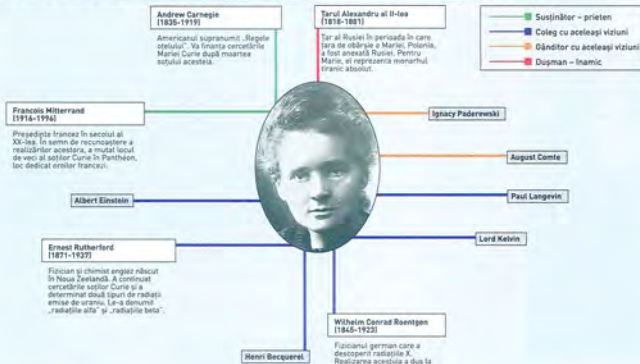 Andrew Carnegie
(1835-1919)
Americanul supranumit „Regele
oțelului”. Va finanța cercetările
Mariei Curie după moartea
soțului acesteia.
Țarul Alexandru al II-lea
(1818-1881)
Țar al Rusiei în perioada în care
țara de obârșie a Mariei, Polonia,
a fost anexată Rusiei. Pentru
Marie, el reprezenta monarhul
tiranic absolut.
Susținător – prieten
Coleg cu aceleași viziuni
Gânditor cu aceleași viziuni
Dușman – inamic
Francois Mitterrand
(1916-1996)
Președinte francez în secolul al
XX-lea. În semn de recunoaștere a
realizărilor acestora, a mutat locul
de veci al soților Curie în Panthéon,
loc dedicat eroilor francezi.
Ignacy Paderewski
August Comte
Albert Einstein
Paul Langevin
Lord Kelvin
Ernest Rutherford
(1871-1937)
Fizician și chimist englez născut
în Noua Zeelandă. A continuat
cercetările soților Curie și a
determinat două tipuri de radiații
emise de uraniu. Le-a denumit
„radiațiile alfa” și „radiațiile beta”.
Wilhelm Conrad Roentgen
(1845-1923)
Fizicianul german care a
descoperit radiațiile X.
Realizarea acestuia a dus la
Henri Becquerel